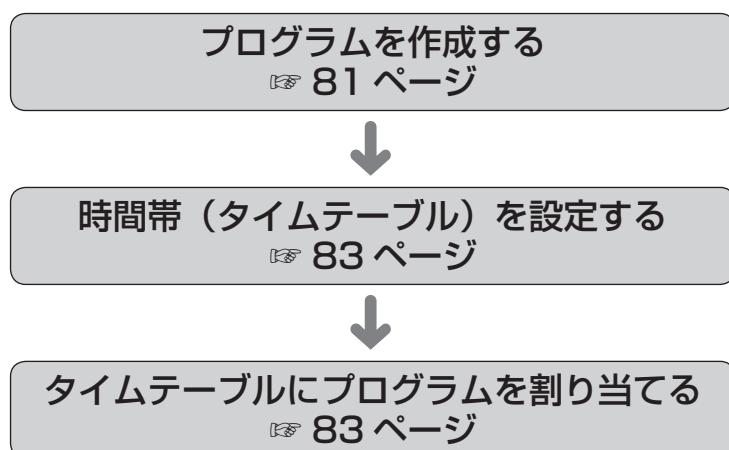 プログラムを作成する
☞ 81 ページ
時間帯（タイムテーブル）を設定する
☞ 83 ページ
タイムテーブルにプログラムを割り当てる
☞ 83 ページ